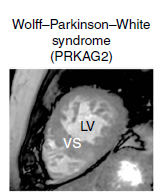 Wolff–Parkinson–White
syndrome
(PRKAG2)
LV
VS